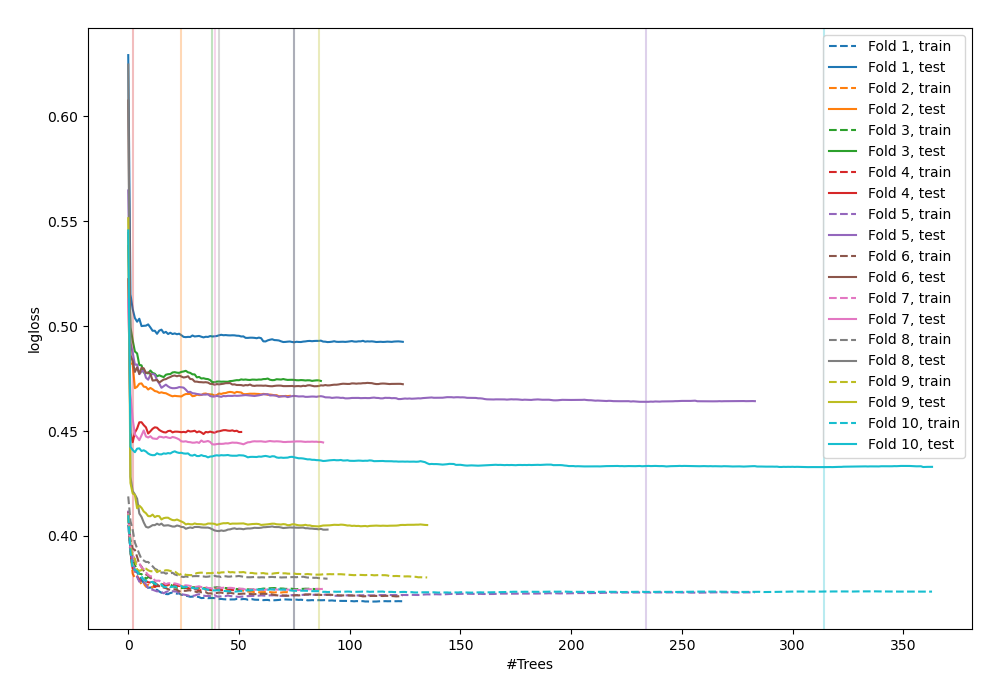 0.60
0.55
0.50
0.45
0.40
logloss
0
50
100
150
200
250
300
350
#Trees
Fold 1, train
Fold 1, test
Fold 2, train
Fold 2, test
Fold 3, train
Fold 3, test
Fold 4, train
Fold 4, test
Fold 5, train
Fold 5, test
Fold 6, train
Fold 6, test
Fold 7, train
Fold 7, test
Fold 8, train
Fold 8, test
Fold 9, train
Fold 9, test
Fold 10, train
Fold 10, test